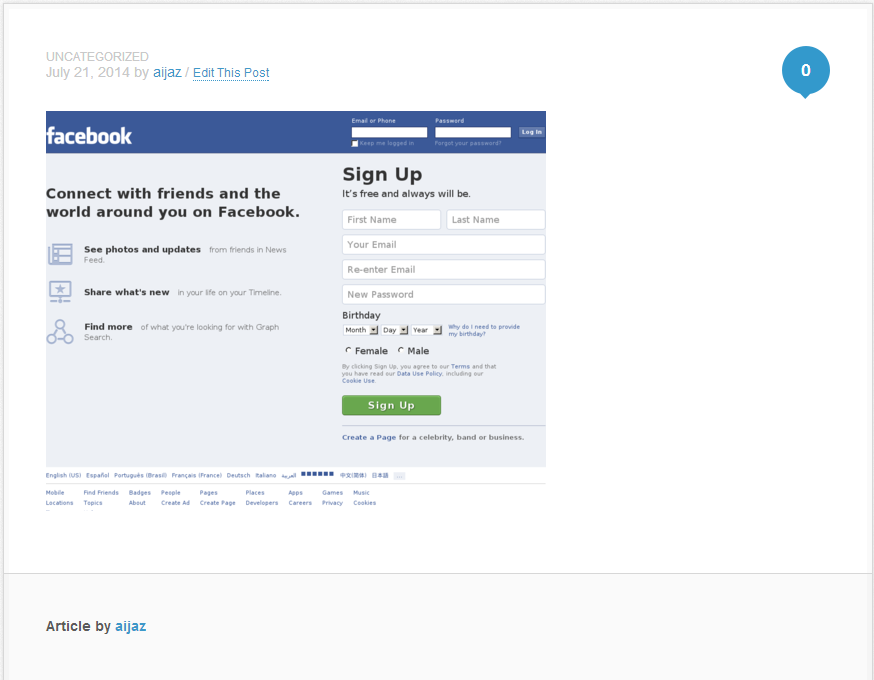 UNCATEGORIZED
July 21, 2014 by aijaz / Edit This Post
0
facebook
Email or Phone
Password
Log In
Keep me logged in
Forgot your password?
Connect with friends and the
world around you on Facebook.
See photos and updates from friends in News
Feed.
Share what's new in your life on your Timeline.
Find more of what you're looking for with Graph
Search.
Sign Up
It's free and always will be.
First Name
Last Name
Your Email
Re-enter Email
New Password
Birthday
Month
Day
Year
Why do I need to provide
my birthday?
Female
Male
By clicking Sign Up, you agree to our Terms and that
you have read our Data Use Policy, including our
Cookie Use.
Sign Up
Create a Page for a celebrity, band or business.
English (US) Español Português (Brasil) Français (France) Deutsch Italiano العربية 中文(简体) 日本語 ...
Mobile Find Friends Badges People Pages Places Apps Games Music
Locations Topics About Create Ad Create Page Developers Careers Privacy Cookies
Article by aijaz